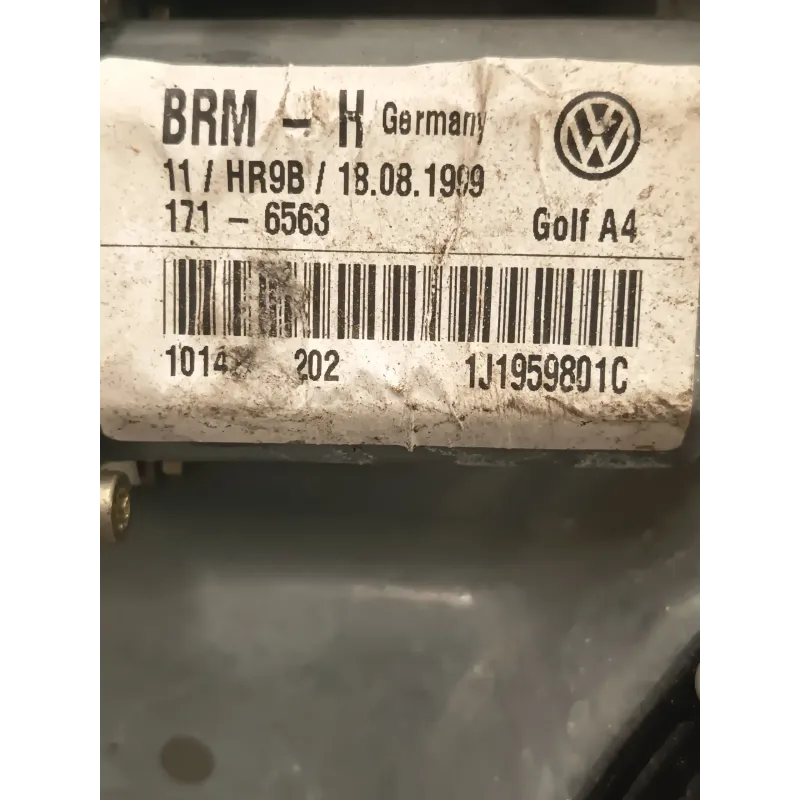 BRM - H Germany
11 / HR9B / 18.08.1999
171 - 6563 Golf A4
202 1J1959801C